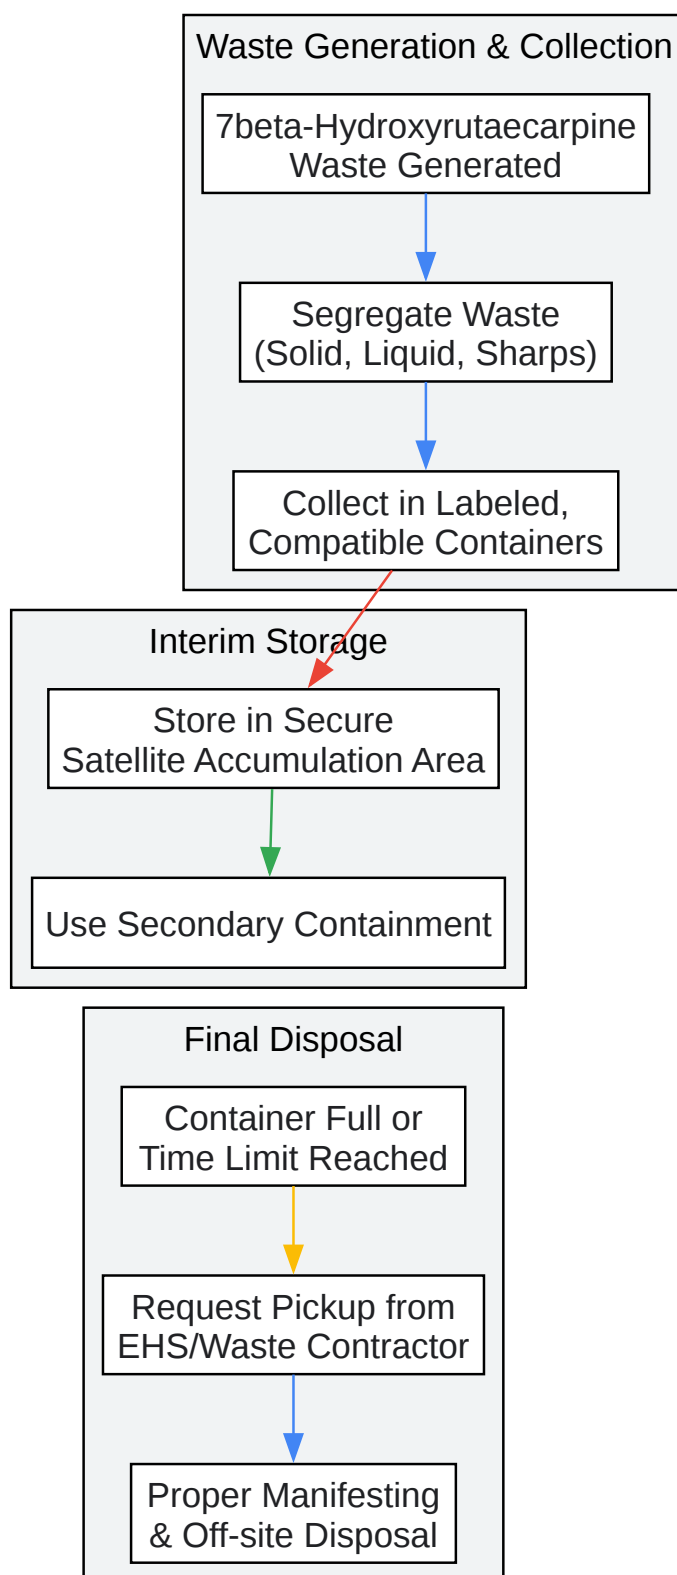 Waste Generation & Collection
7beta-Hydroxyrutaecarpine
Waste Generated
Segregate Waste
(Solid, Liquid, Sharps)
Collect in Labeled,
Compatible Containers
Interim Storage
Store in Secure
Satellite Accumulation Area
Use Secondary Containment
Final Disposal
Container Full or
Time Limit Reached
Request Pickup from
EHS/Waste Contractor
Proper Manifesting
& Off-site Disposal